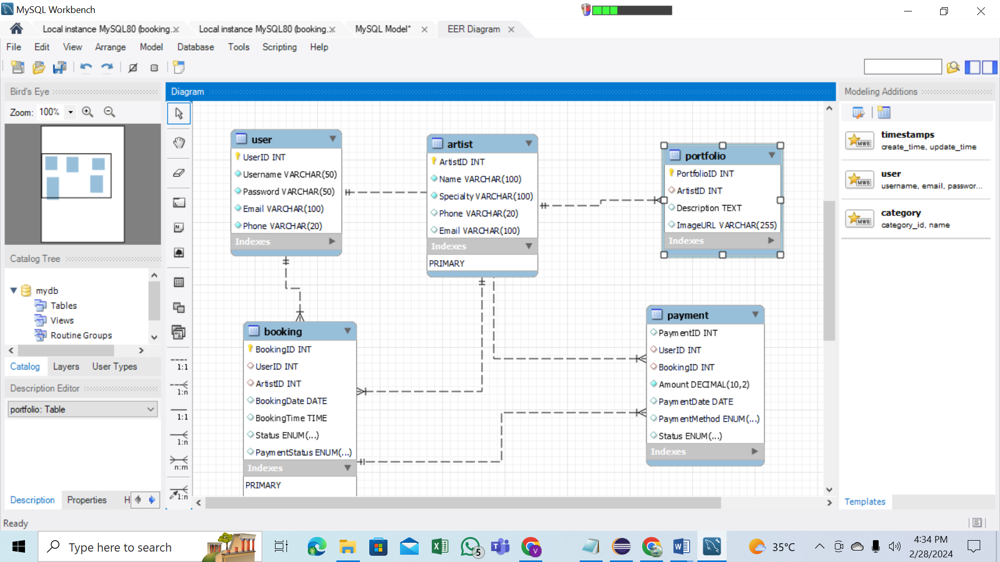 MySQL Workbench
Local instance MySQL80 (booking.
Local instance MySQL80 (booking.
MySQL Model*
EER Diagram
File Edit View Arrange Model Database Tools Scripting Help
Bird's Eye
Zoom: 100%
Catalog Tree
mydb
Tables
Views
Routine Groups
Catalog Layers User Types
Description Editor
portfolio: Table
Description Properties H
Ready
Diagram
1:1
1:n
1:1
1:n
n:m
1:n
user
UserID INT
Username VARCHAR(50)
Password VARCHAR(50)
Email VARCHAR(100)
Phone VARCHAR(20)
Indexes
artist
ArtistID INT
Name VARCHAR(100)
Specialty VARCHAR(100)
Phone VARCHAR(20)
Email VARCHAR(100)
Indexes
PRIMARY
portfolio
PortfolioID INT
ArtistID INT
Description TEXT
ImageURL VARCHAR(255)
Indexes
booking
BookingID INT
UserID INT
ArtistID INT
BookingDate DATE
BookingTime TIME
Status ENUM(...)
PaymentStatus ENUM(...)
Indexes
PRIMARY
payment
PaymentID INT
UserID INT
BookingID INT
Amount DECIMAL(10,2)
PaymentDate DATE
PaymentMethod ENUM(...)
Status ENUM(...)
Indexes
Modeling Additions
MWB
timestamps
create_time, update_time
MWB
user
username, email, passwor...
MWB
category
category_id, name
Templates
Type here to search
5
V
35°C
4:34 PM
2/28/2024